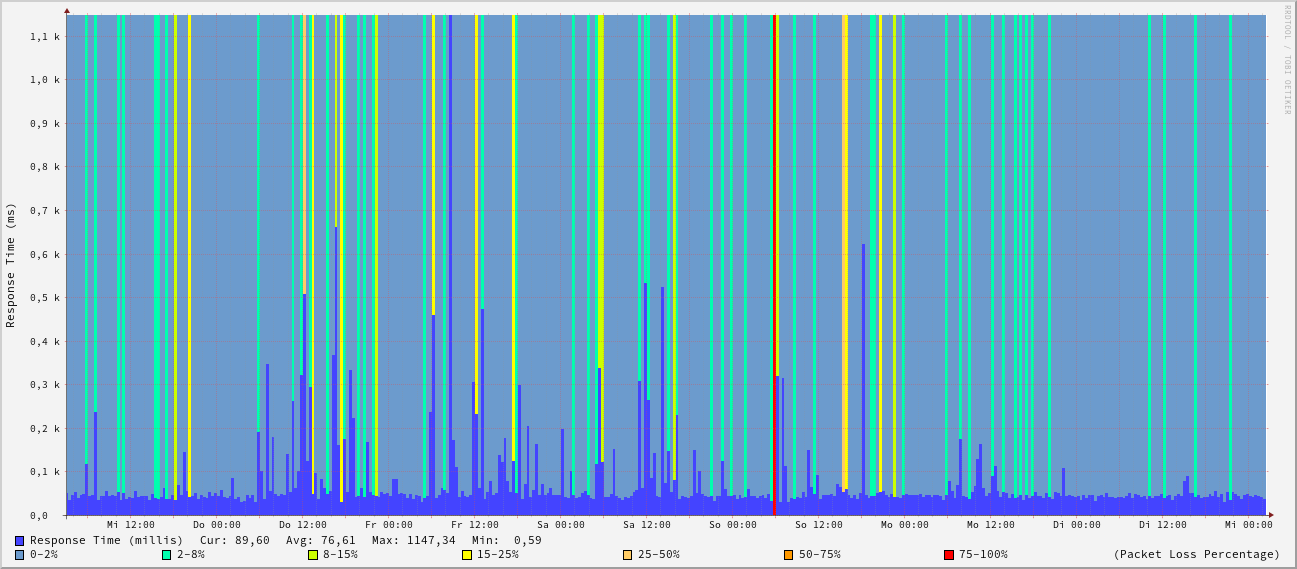 RRDTOOL / TOBI OETIKER
Response Time (ms)
1,1 k
1,0 k
0,9 k
0,8 k
0,7 k
0,6 k
0,5 k
0,4 k
0,3 k
0,2 k
0,1 k
0,0
Mi 12:00 Do 00:00 Do 12:00 Fr 00:00 Fr 12:00 Sa 00:00 Sa 12:00 So 00:00 So 12:00 Mo 00:00 Mo 12:00 Di 00:00 Di 12:00 Mi 00:00
Response Time (millis) Cur: 89,60 Avg: 76,61 Max: 1147,34 Min: 0,59
0-2% 2-8% 8-15% 15-25% 25-50% 50-75% 75-100% (Packet Loss Percentage)